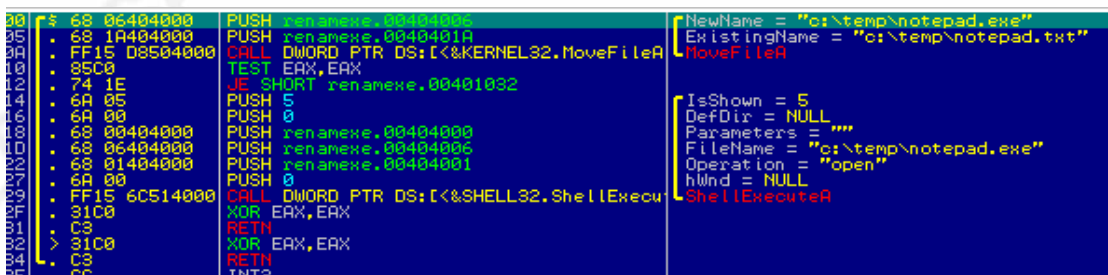 00 $ 68 06404000 PUSH renamexe.00404006 NewName = "c:\temp\notepad.exe"
05 . 68 1A404000 PUSH renamexe.0040401A ExistingName = "c:\temp\notepad.txt"
0A . FF15 D8504000 CALL DWORD PTR DS:[<&KERNEL32.MoveFileA MoveFileA
10 . 85C0 TEST EAX,EAX
12 . 74 1E JE SHORT renamexe.00401032
14 . 6A 05 PUSH 5 IsShown = 5
16 . 6A 00 PUSH 0 DefDir = NULL
18 . 68 00404000 PUSH renamexe.00404000 Parameters = ""
1D . 68 06404000 PUSH renamexe.00404006 FileName = "c:\temp\notepad.exe"
22 . 68 01404000 PUSH renamexe.00404001 Operation = "open"
27 . 6A 00 PUSH 0 hWnd = NULL
29 . FF15 6C514000 CALL DWORD PTR DS:[<&SHELL32.ShellExecu ShellExecuteA
2F . 31C0 XOR EAX,EAX
31 . C3 RETN
32 > 31C0 XOR EAX,EAX
34 . C3 RETN